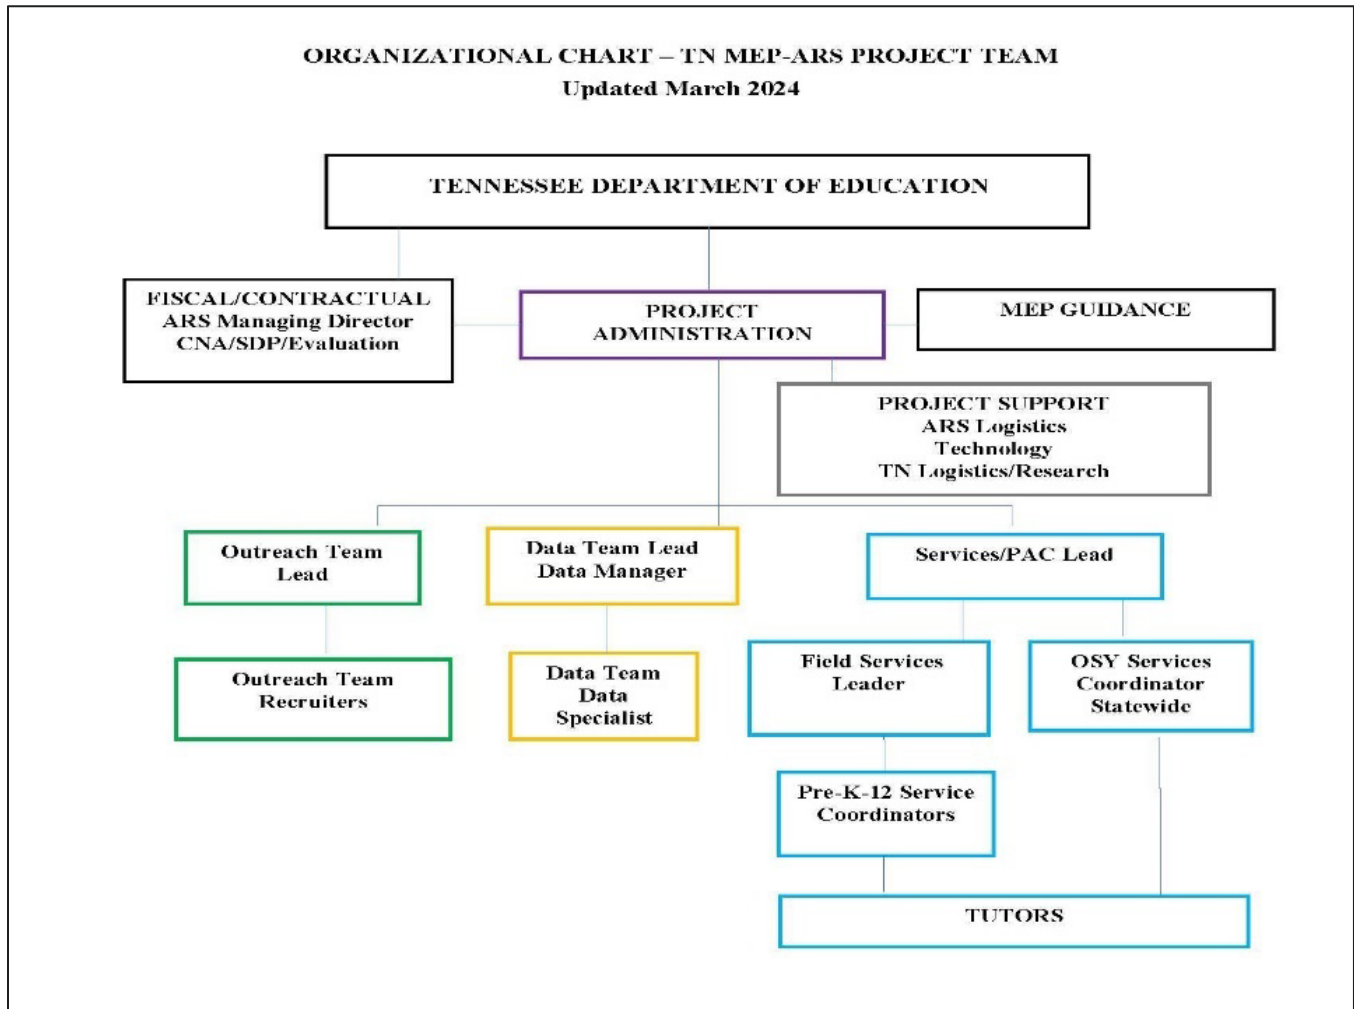 ORGANIZATIONAL CHART – TN MEP-ARS PROJECT TEAM
Updated March 2024
TENNESSEE DEPARTMENT OF EDUCATION
FISCAL/CONTRACTUAL
ARS Managing Director
CNA/SDP/Evaluation
PROJECT
ADMINISTRATION
MEP GUIDANCE
PROJECT SUPPORT
ARS Logistics
Technology
TN Logistics/Research
Outreach Team
Lead
Data Team Lead
Data Manager
Services/PAC Lead
Outreach Team
Recruiters
Data Team
Data
Specialist
Field Services
Leader
OSY Services
Coordinator
Statewide
Pre-K-12 Service
Coordinators
TUTORS